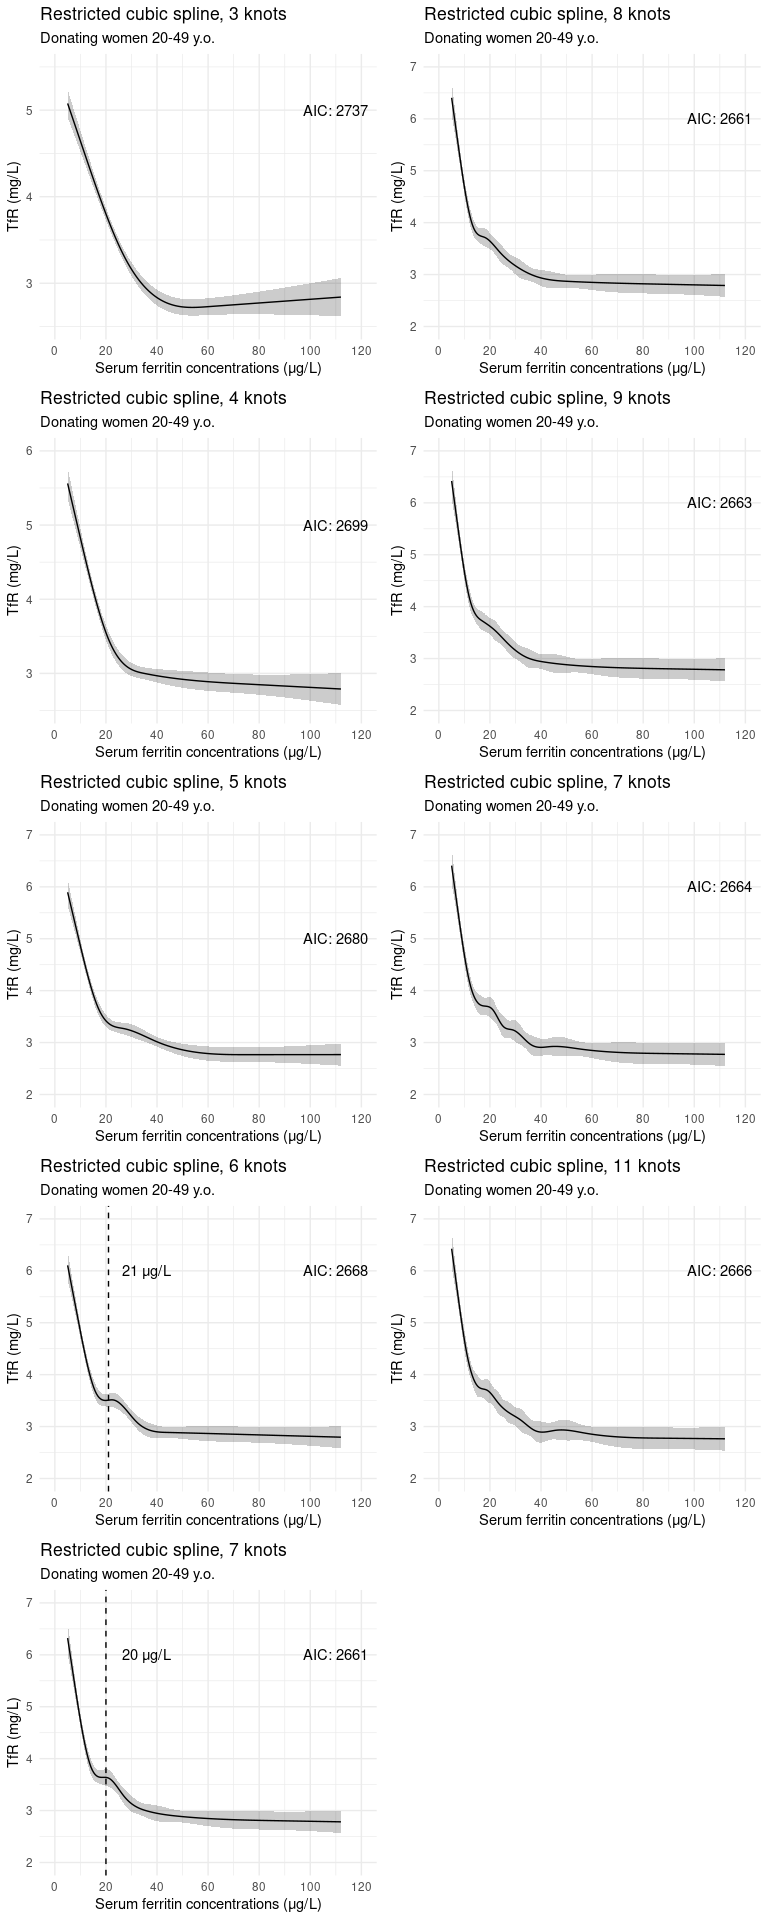 Restricted cubic spline, 3 knots
Donating women 20-49 y.o.
AIC: 2737
5
4
3
TfR (mg/L)
0 20 40 60 80 100 120
Serum ferritin concentrations (µg/L)
Restricted cubic spline, 8 knots
Donating women 20-49 y.o.
AIC: 2661
7
6
5
4
3
2
TfR (mg/L)
0 20 40 60 80 100 120
Serum ferritin concentrations (µg/L)
Restricted cubic spline, 4 knots
Donating women 20-49 y.o.
AIC: 2699
6
5
4
3
TfR (mg/L)
0 20 40 60 80 100 120
Serum ferritin concentrations (µg/L)
Restricted cubic spline, 9 knots
Donating women 20-49 y.o.
AIC: 2663
7
6
5
4
3
2
TfR (mg/L)
0 20 40 60 80 100 120
Serum ferritin concentrations (µg/L)
Restricted cubic spline, 5 knots
Donating women 20-49 y.o.
AIC: 2680
7
6
5
4
3
2
TfR (mg/L)
0 20 40 60 80 100 120
Serum ferritin concentrations (µg/L)
Restricted cubic spline, 7 knots
Donating women 20-49 y.o.
AIC: 2664
7
6
5
4
3
2
TfR (mg/L)
0 20 40 60 80 100 120
Serum ferritin concentrations (µg/L)
Restricted cubic spline, 6 knots
Donating women 20-49 y.o.
21 µg/L AIC: 2668
7
6
5
4
3
2
TfR (mg/L)
0 20 40 60 80 100 120
Serum ferritin concentrations (µg/L)
Restricted cubic spline, 11 knots
Donating women 20-49 y.o.
AIC: 2666
7
6
5
4
3
2
TfR (mg/L)
0 20 40 60 80 100 120
Serum ferritin concentrations (µg/L)
Restricted cubic spline, 7 knots
Donating women 20-49 y.o.
20 µg/L AIC: 2661
7
6
5
4
3
2
TfR (mg/L)
0 20 40 60 80 100 120
Serum ferritin concentrations (µg/L)